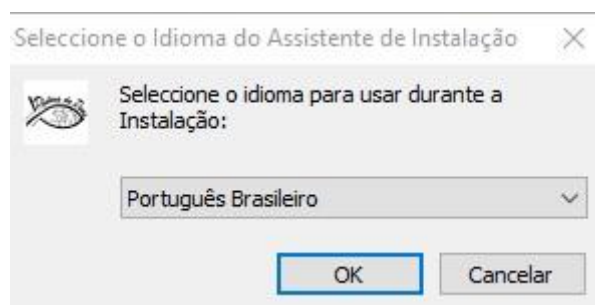 Seleccione o Idioma do Assistente de Instalação
Seleccione o idioma para usar durante a
Instalação:
Português Brasileiro
OK
Cancelar